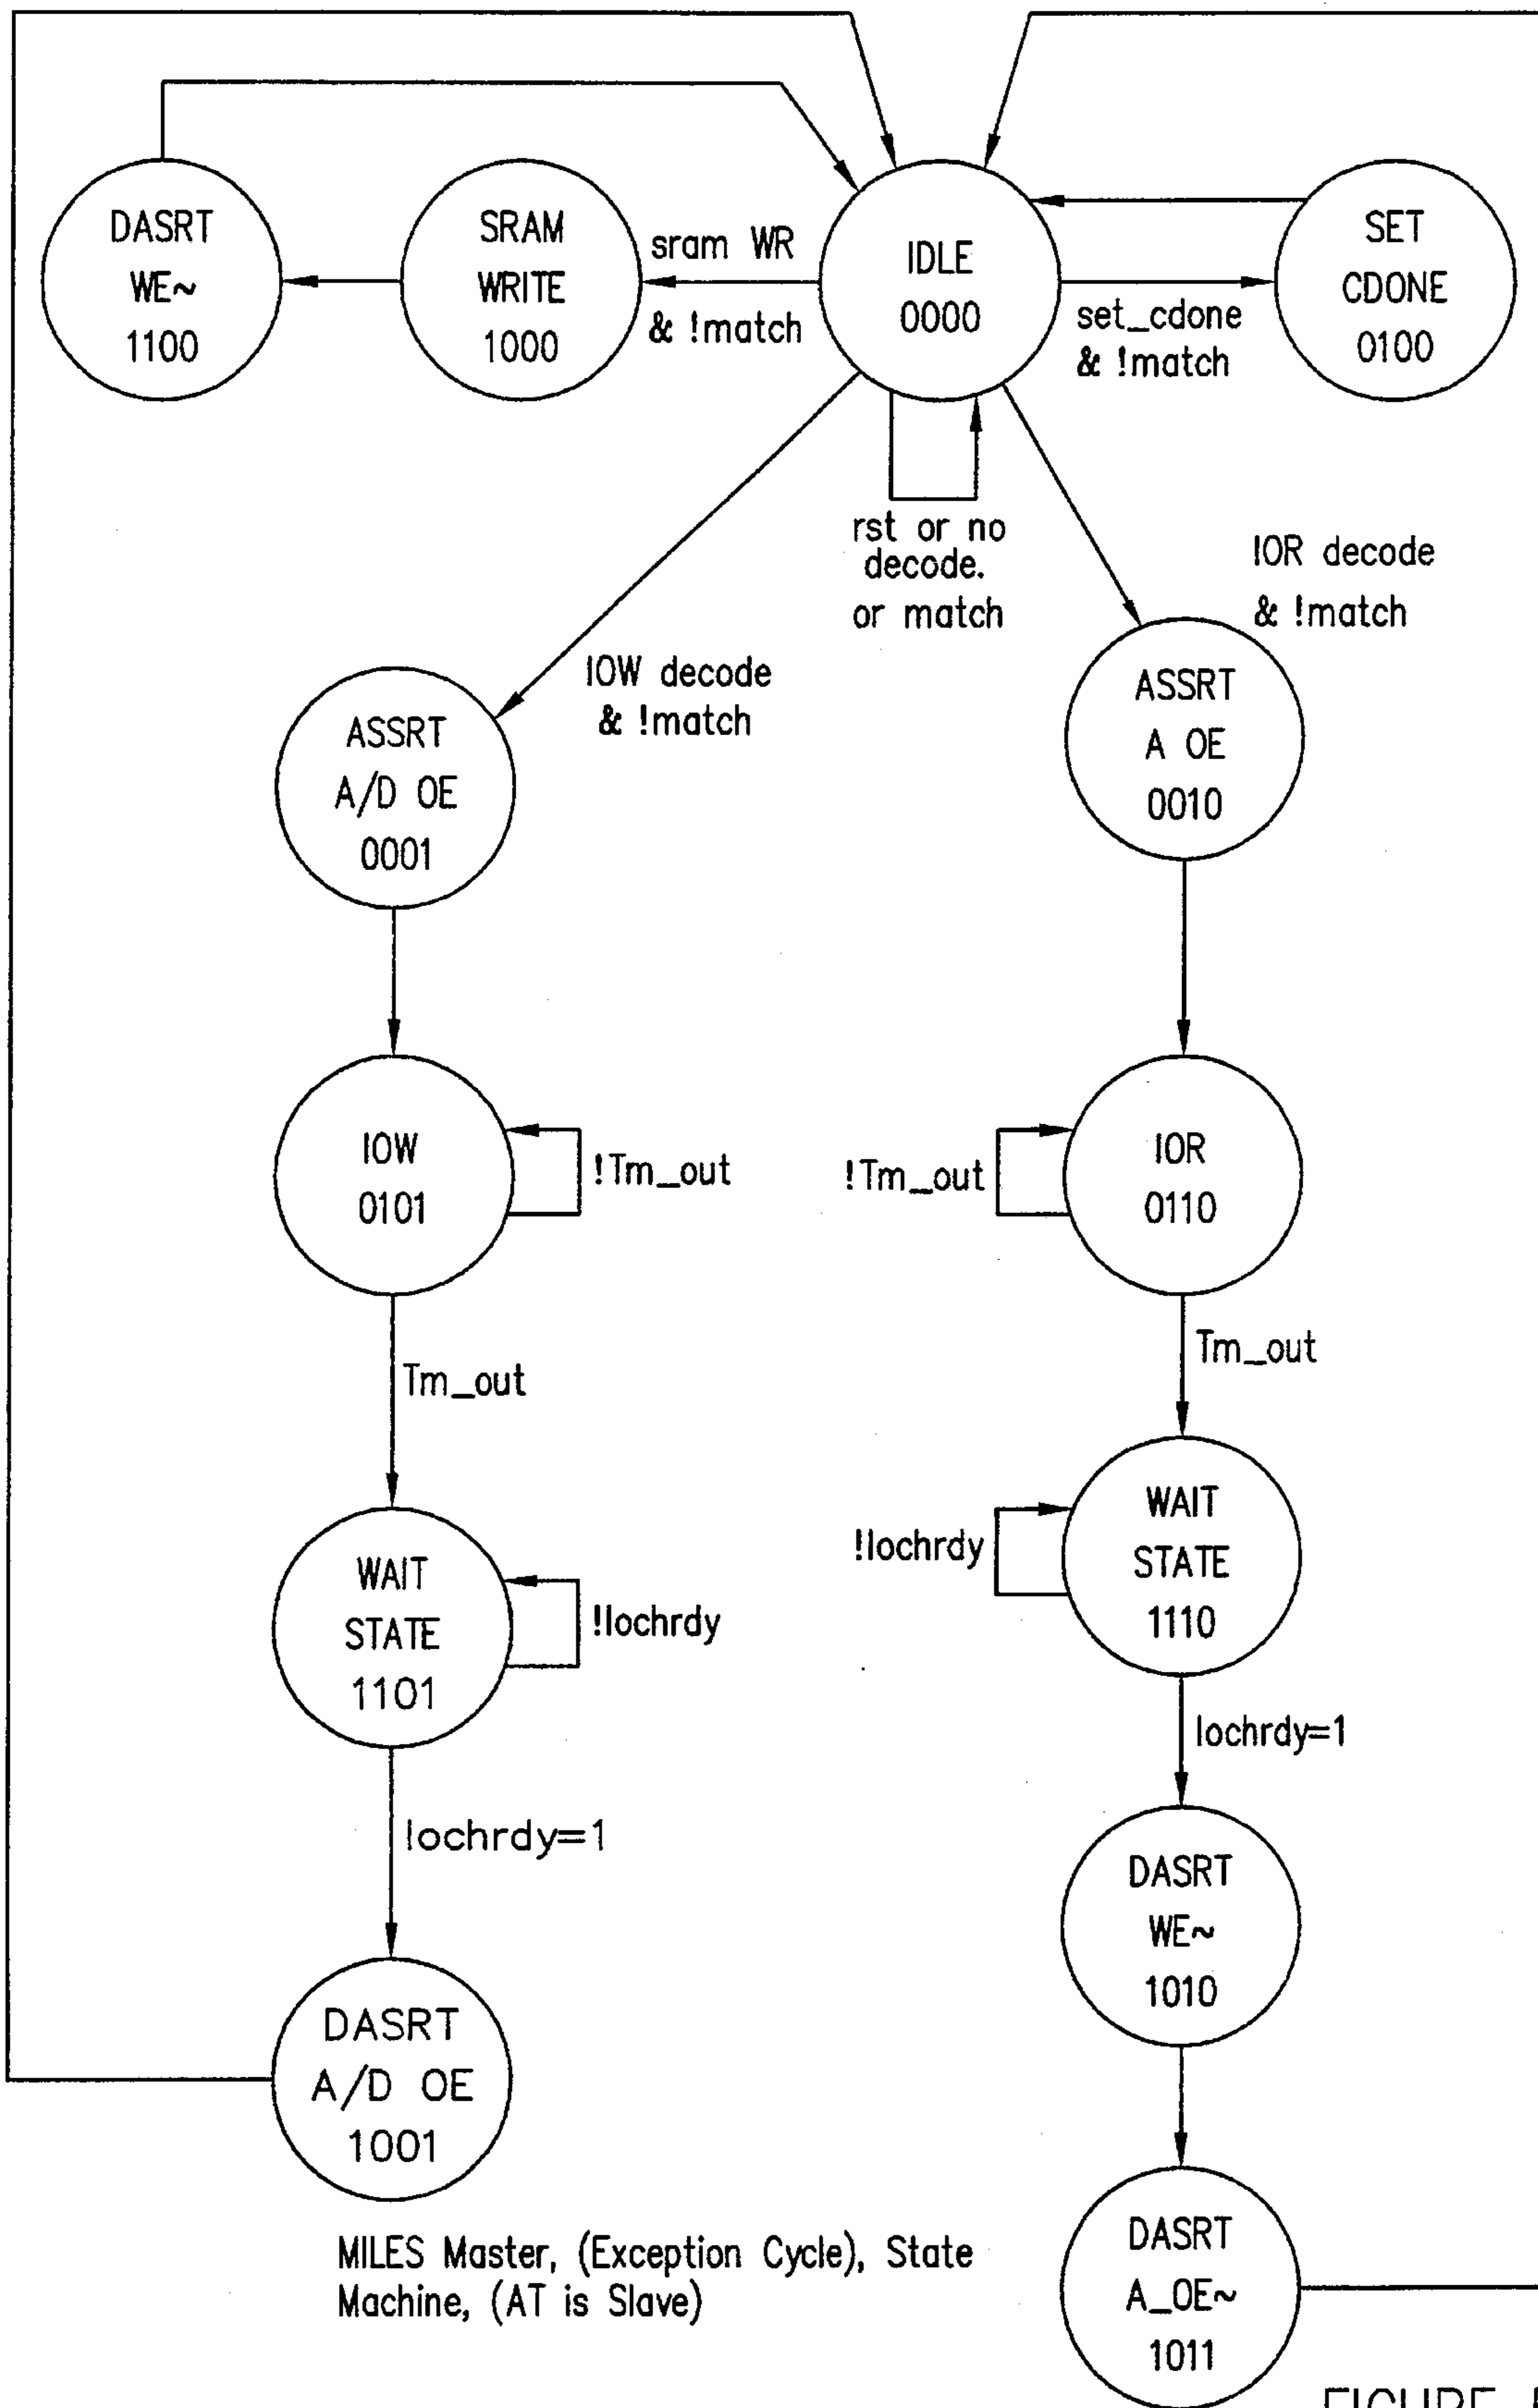 DASRT
WE~
1100
SRAM
WRITE
1000
sram WR
& !match
IDLE
0000
set_cdone
& !match
SET
CDONE
0100
rst or no
decode.
or match
IOR decode
& !match
IOW decode
& !match
ASSRT
A/D OE
0001
ASSRT
A OE
0010
IOW
0101
!Tm_out
!Tm_out
IOR
0110
Tm_out
Tm_out
WAIT
STATE
1101
!Iochrdy
!Iochrdy
WAIT
STATE
1110
Iochrdy=1
Iochrdy=1
DASRT
A/D OE
1001
DASRT
WE~
1010
DASRT
A_OE~
1011
MILES Master, (Exception Cycle), State
Machine, (AT is Slave)
FIGURE